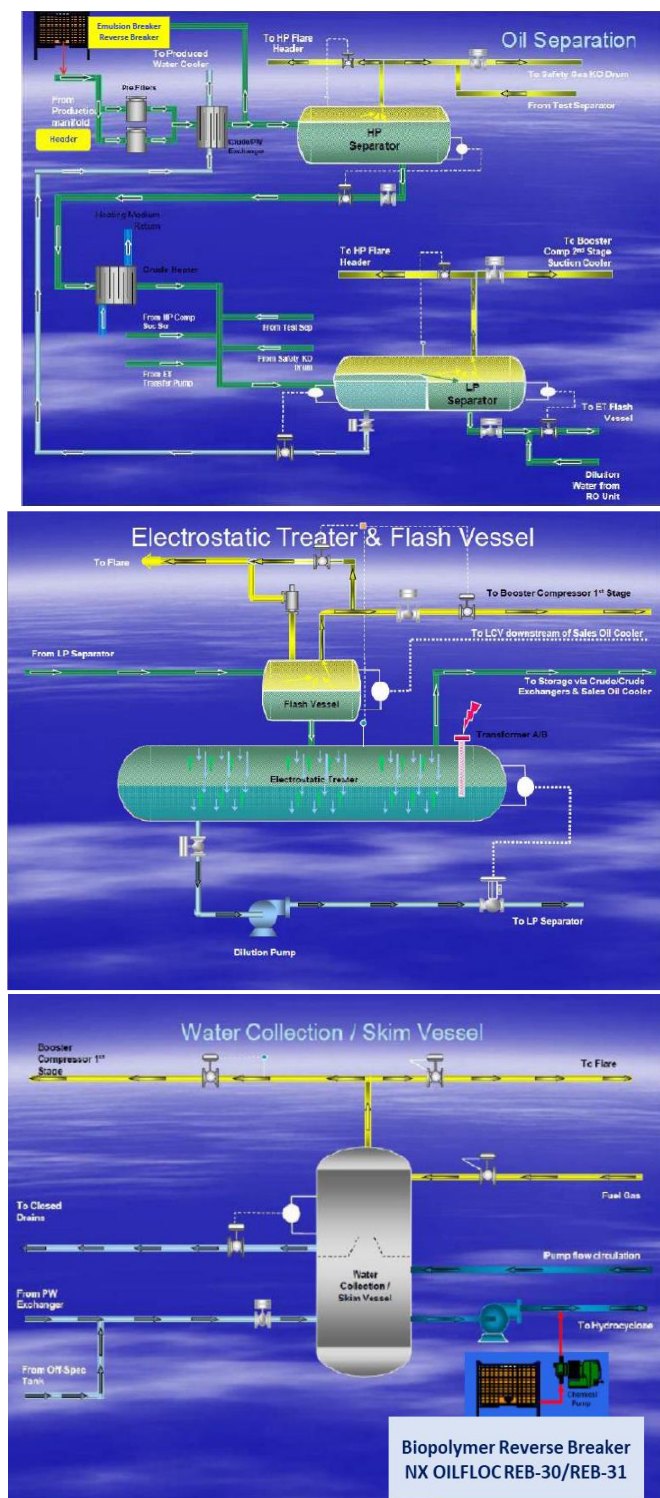 Emulsion Breaker
Reverse Breaker
Oil Separation
To HP Flare
Header
To Produced
Water Cooler
To Safety Gas KO Drum
From Test Separator
Pre Filters
From
Production
manifold
Header
Crude/PW
Exchanger
HP
Separator
Heating Medium
Return
Crude Heater
To HP Flare
Header
To Booster
Comp 2nd Stage
Suction Cooler
From HP Comp
Suc Scr
From Test Sep
From Safety KO
Drum
From ET
Transfer Pump
LP
Separator
To ET Flash
Vessel
Dilution
Water from
RO Unit
Electrostatic Treater & Flash Vessel
To Flare
To Booster Compressor 1st Stage
To LCV downstream of Sales Oil Cooler
From LP Separator
Flash Vessel
To Storage via Crude/Crude
Exchangers & Sales Oil Cooler
Transformer A/B
Electrostatic Treater
To LP Separator
Dilution Pump
Water Collection / Skim Vessel
Booster
Compressor 1st
Stage
To Flare
Fuel Gas
To Closed
Drains
Water
Collection /
Skim Vessel
Pump flow circulation
From PW
Exchanger
To Hydrocyclone
From Off-Spec
Tank
Chemical
Pump
Biopolymer Reverse Breaker
NX OILFLOC REB-30/REB-31